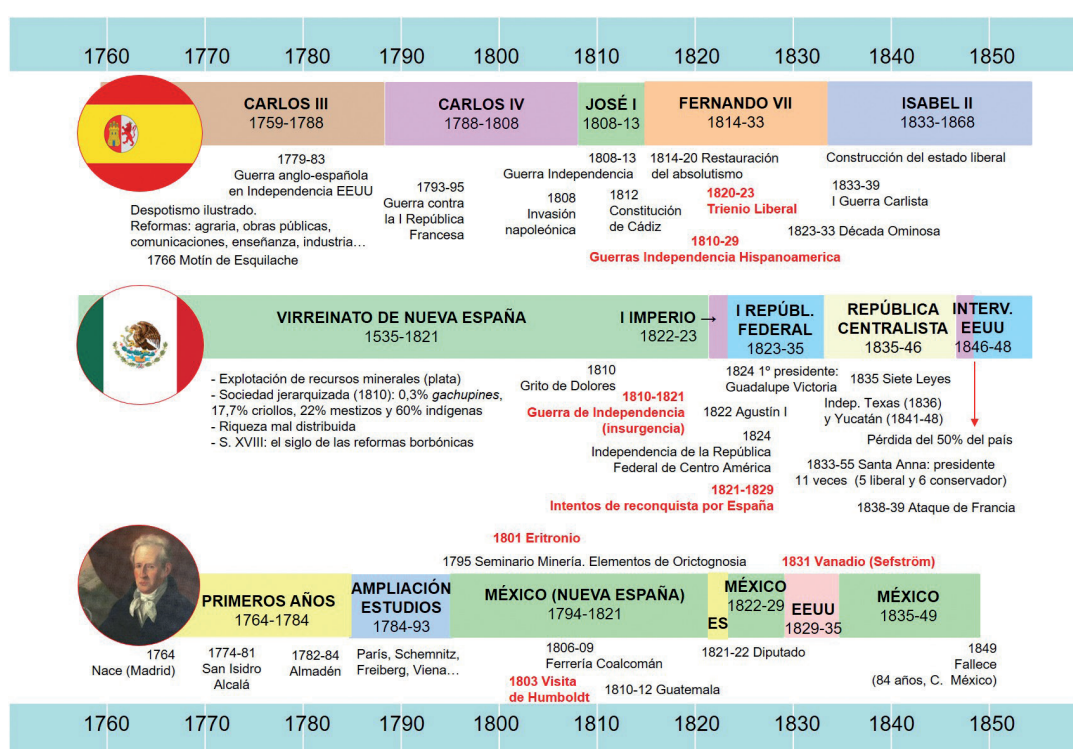 1760 1770 1780 1790 1800 1810 1820 1830 1840 1850
CARLOS III
1759-1788
CARLOS IV
1788-1808
JOSÉ I
1808-13
FERNANDO VII
1814-33
ISABEL II
1833-1868
1779-83
Guerra anglo-española
en Independencia EEUU
Despotismo ilustrado.
Reformas: agraria, obras públicas,
comunicaciones, enseñanza, industria…
1766 Motín de Esquilache
1793-95
Guerra contra
la I República
Francesa
1808-13
Guerra Independencia
1808
Invasión
napoleónica
1812
Constitución
de Cádiz
1814-20 Restauración
del absolutismo
1820-23
Trienio Liberal
1810-29
Guerras Independencia Hispanoamerica
Construcción del estado liberal
1833-39
I Guerra Carlista
1823-33 Década Ominosa
VIRREINATO DE NUEVA ESPAÑA
1535-1821
I IMPERIO →
1822-23
I REPÚBL.
FEDERAL
1823-35
REPÚBLICA
CENTRALISTA
1835-46
INTERV.
EEUU
1846-48
- Explotación de recursos minerales (plata)
- Sociedad jerarquizada (1810): 0,3% gachupines,
17,7% criollos, 22% mestizos y 60% indígenas
- Riqueza mal distribuida
- S. XVIII: el siglo de las reformas borbónicas
1810
Grito de Dolores
1810-1821
Guerra de Independencia
(insurgencia)
1824 1º presidente:
Guadalupe Victoria
1822 Agustín I
1824
Independencia de la República
Federal de Centro América
1821-1829
Intentos de reconquista por España
1835 Siete Leyes
Indep. Texas (1836)
y Yucatán (1841-48)
Pérdida del 50% del país
1833-55 Santa Anna: presidente
11 veces (5 liberal y 6 conservador)
1838-39 Ataque de Francia
1801 Eritronio
1795 Seminario Minería. Elementos de Orictognosia
1831 Vanadio (Sefström)
PRIMEROS AÑOS
1764-1784
AMPLIACIÓN
ESTUDIOS
1784-93
MÉXICO (NUEVA ESPAÑA)
1794-1821
ES
MÉXICO
1822-29
EEUU
1829-35
MÉXICO
1835-49
1764
Nace (Madrid)
1774-81
San Isidro
Alcalá
1782-84
Almadén
París, Schemnitz,
Freiberg, Viena…
1806-09
Ferrería Coalcomán
1803 Visita
de Humboldt
1810-12 Guatemala
1821-22 Diputado
1849
Fallece
(84 años, C. México)
1760 1770 1780 1790 1800 1810 1820 1830 1840 1850